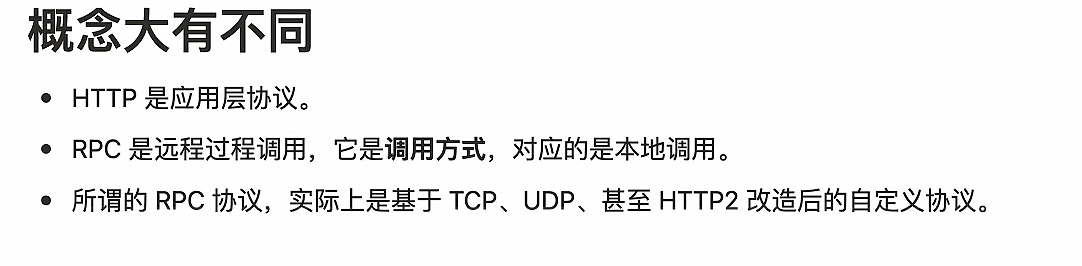 概念大有不同
HTTP 是应用层协议。
RPC 是远程过程调用，它是调用方式，对应的是本地调用。
所谓的 RPC 协议，实际上是基于 TCP、UDP、甚至 HTTP2 改造后的自定义协议。